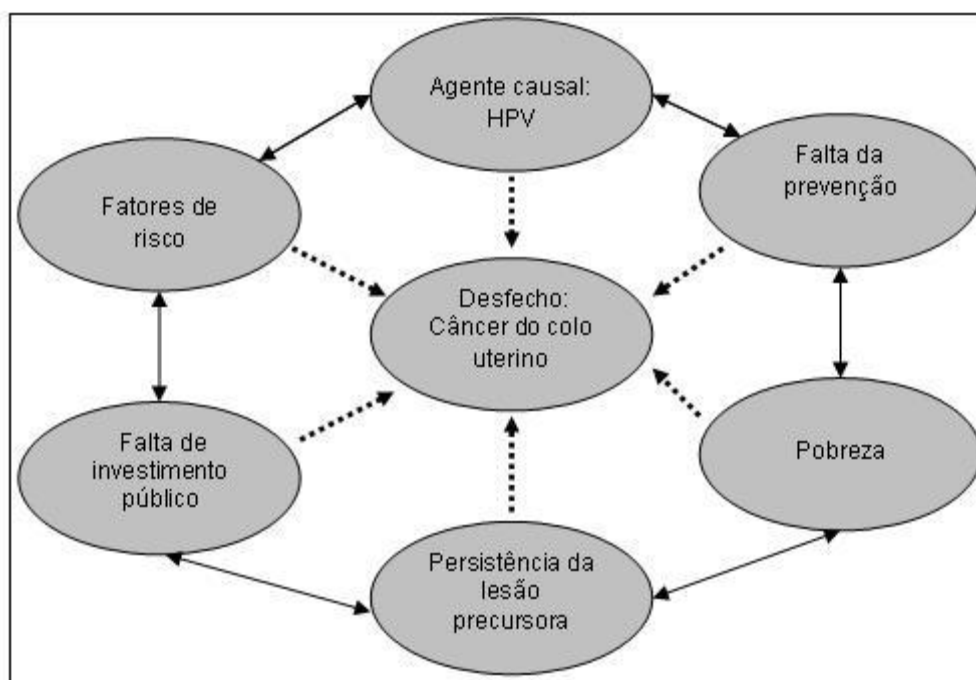 Agente causal:
HPV
Falta da
prevenção
Fatores de
risco
Desfecho:
Câncer do colo
uterino
Falta de
investimento
público
Pobreza
Persistência da
lesão
precursora